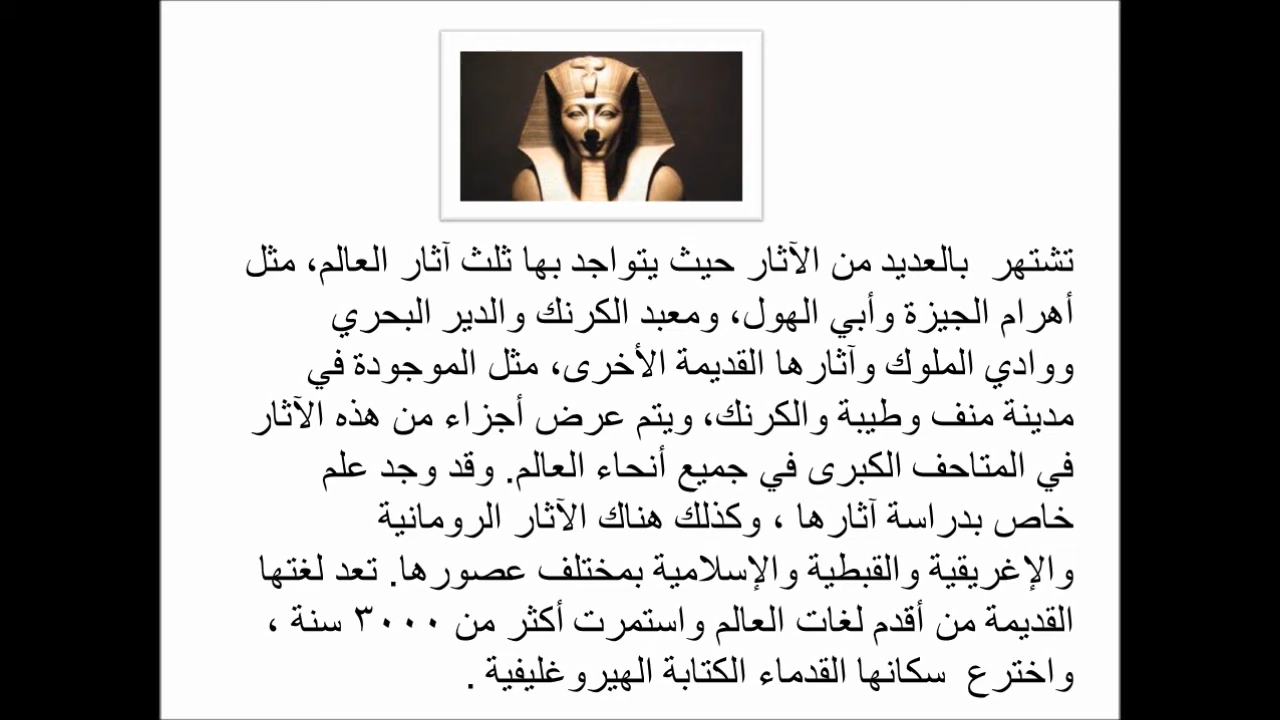 تشتهر بالعديد من الآثار حيث يتواجد بها ثلث آثار العالم، مثل
أهرام الجيزة وأبي الهول، ومعبد الكرنك والدير البحري
ووادي الملوك وآثارها القديمة الأخرى، مثل الموجودة في
مدينة منف وطيبة والكرنك، ويتم عرض أجزاء من هذه الآثار
في المتاحف الكبرى في جميع أنحاء العالم. وقد وجد علم
خاص بدراسة آثارها ، وكذلك هناك الآثار الرومانية
والإغريقية والقبطية والإسلامية بمختلف عصورها. تعد لغتها
القديمة من أقدم لغات العالم واستمرت أكثر من ٣٠٠٠ سنة ،
واخترع سكانها القدماء الكتابة الهيروغليفية .